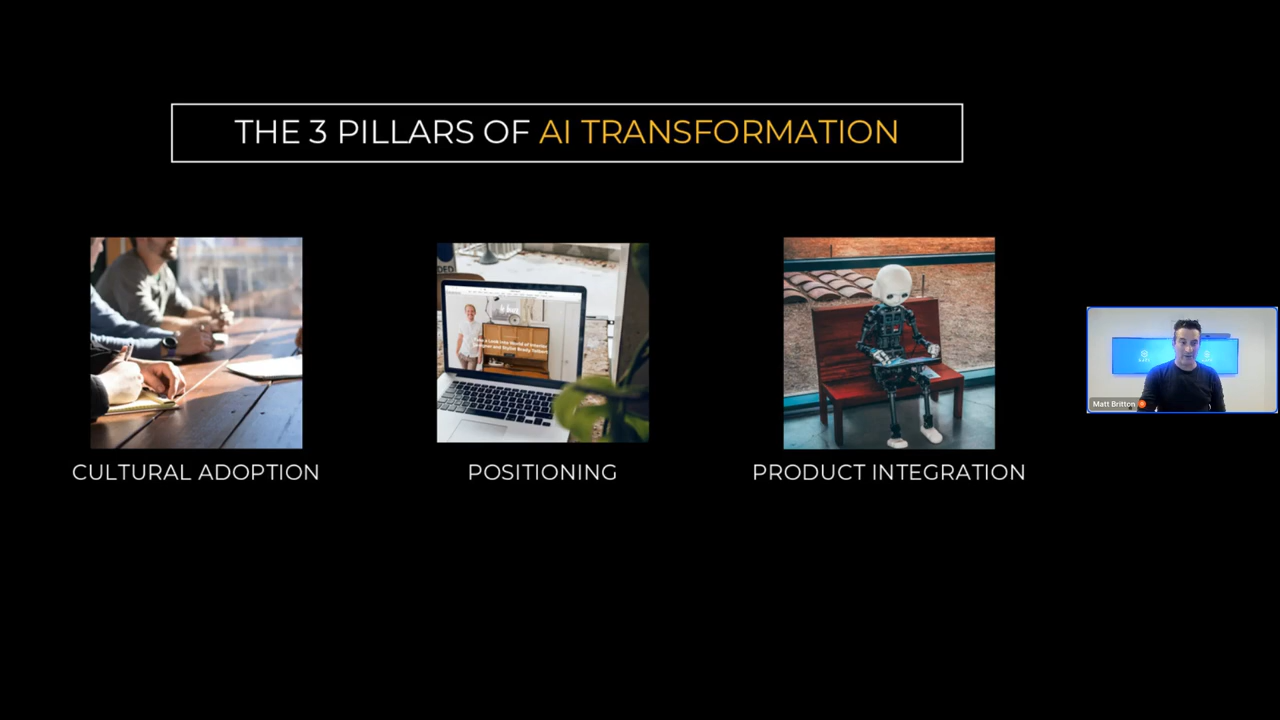 THE 3 PILLARS OF AI TRANSFORMATION
CULTURAL ADOPTION
POSITIONING
PRODUCT INTEGRATION
Matt Britton